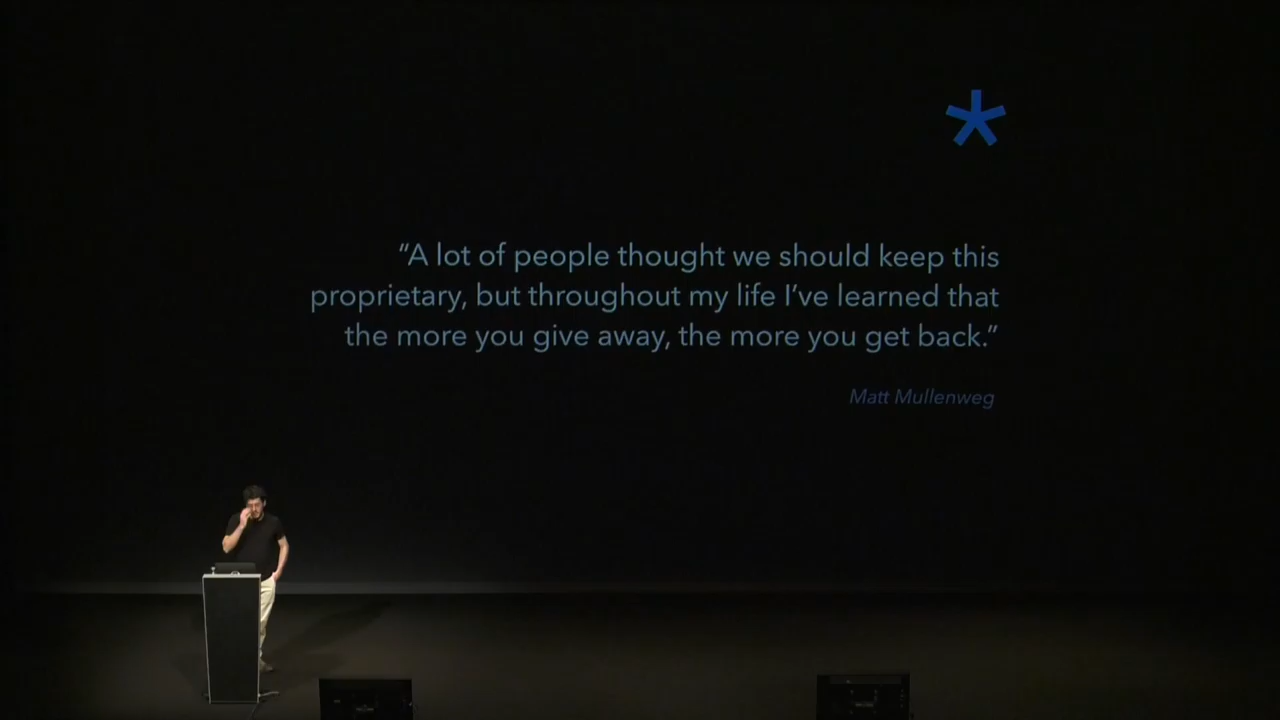 “A lot of people thought we should keep this
proprietary, but throughout my life I’ve learned that
the more you give away, the more you get back.”
Matt Mullenweg